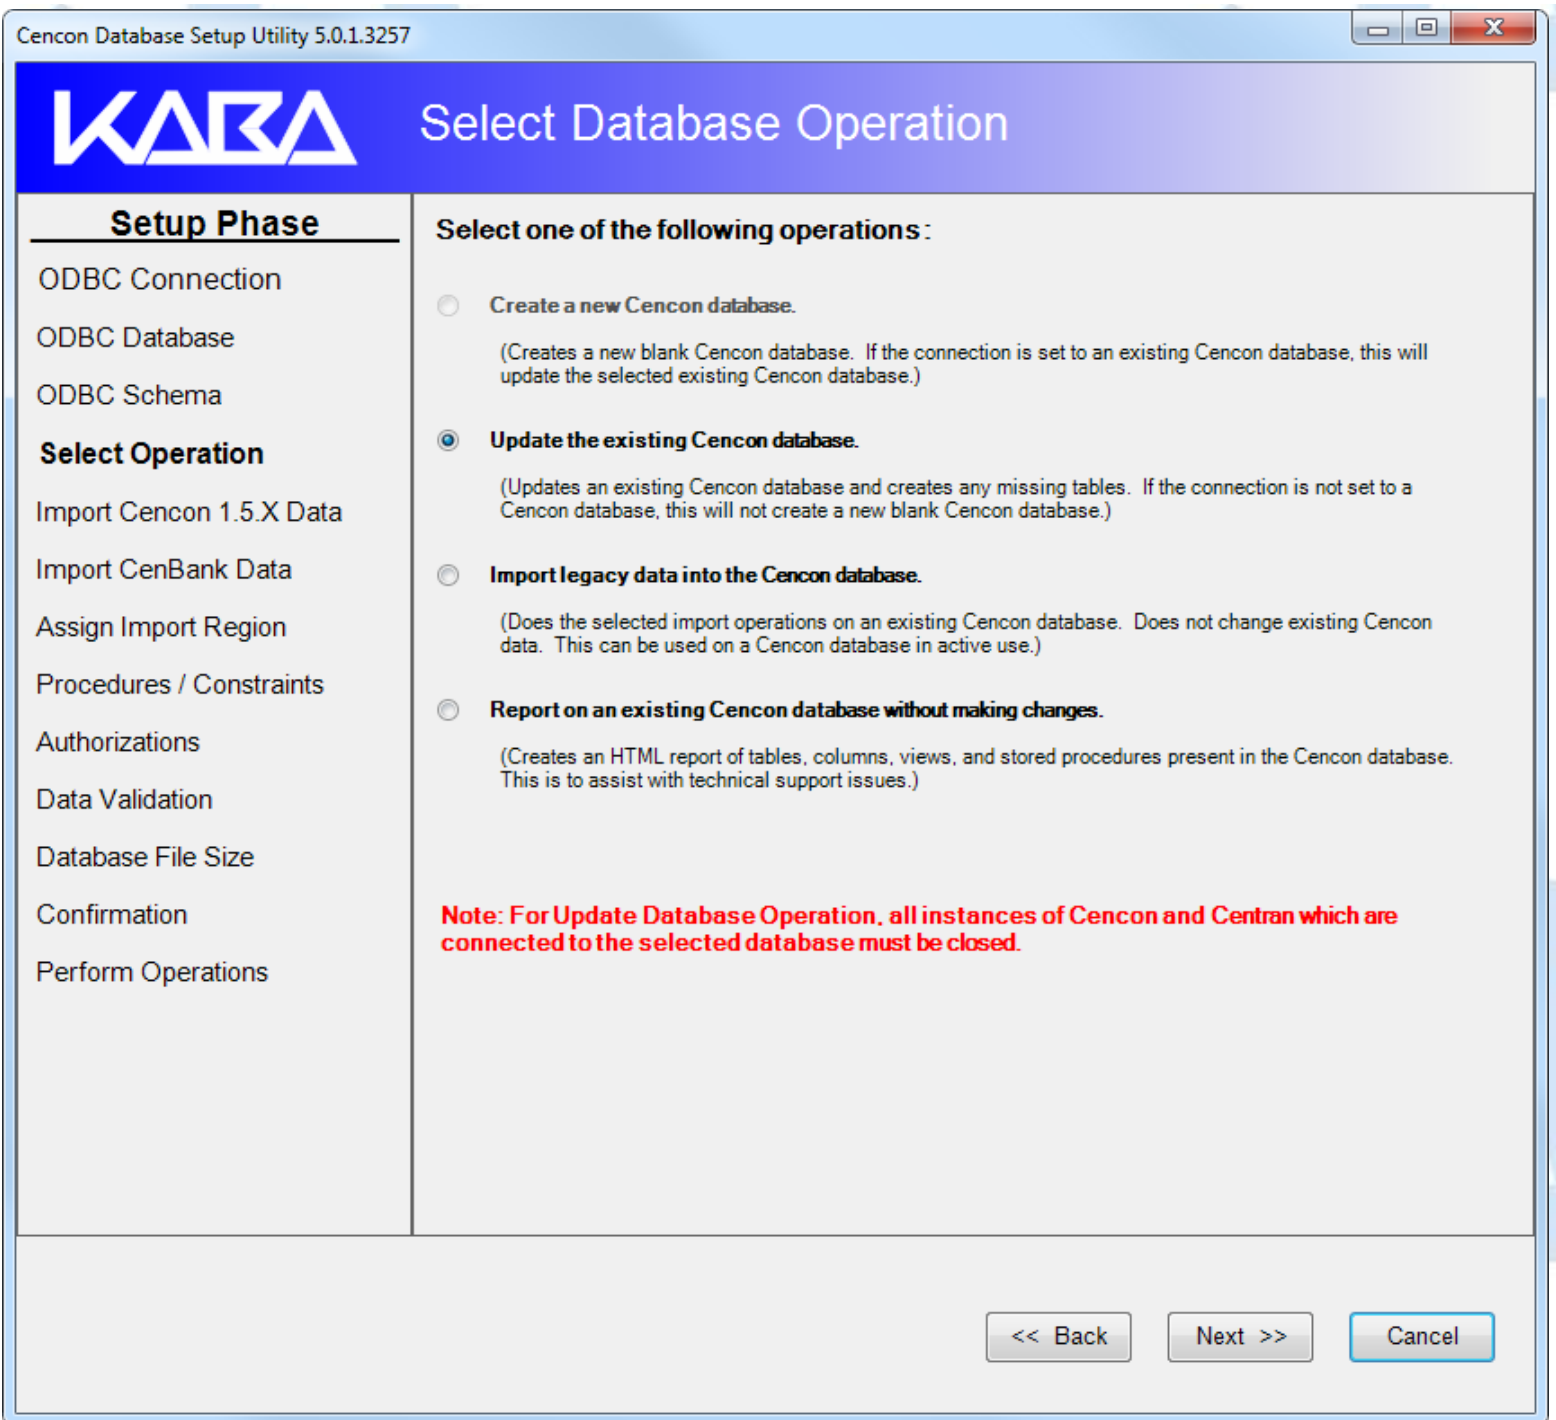 Cencon Database Setup Utility 5.0.1.3257
KABA
Select Database Operation
Setup Phase
ODBC Connection
ODBC Database
ODBC Schema
Select Operation
Import Cencon 1.5.X Data
Import CenBank Data
Assign Import Region
Procedures / Constraints
Authorizations
Data Validation
Database File Size
Confirmation
Perform Operations
Select one of the following operations:
Create a new Cencon database.
(Creates a new blank Cencon database. If the connection is set to an existing Cencon database, this will
update the selected existing Cencon database.)
Update the existing Cencon database.
(Updates an existing Cencon database and creates any missing tables. If the connection is not set to a
Cencon database, this will not create a new blank Cencon database.)
Import legacy data into the Cencon database.
(Does the selected import operations on an existing Cencon database. Does not change existing Cencon
data. This can be used on a Cencon database in active use.)
Report on an existing Cencon database without making changes.
(Creates an HTML report of tables, columns, views, and stored procedures present in the Cencon database.
This is to assist with technical support issues.)
Note: For Update Database Operation, all instances of Cencon and Centran which are
connected to the selected database must be closed.
<< Back
Next >>
Cancel